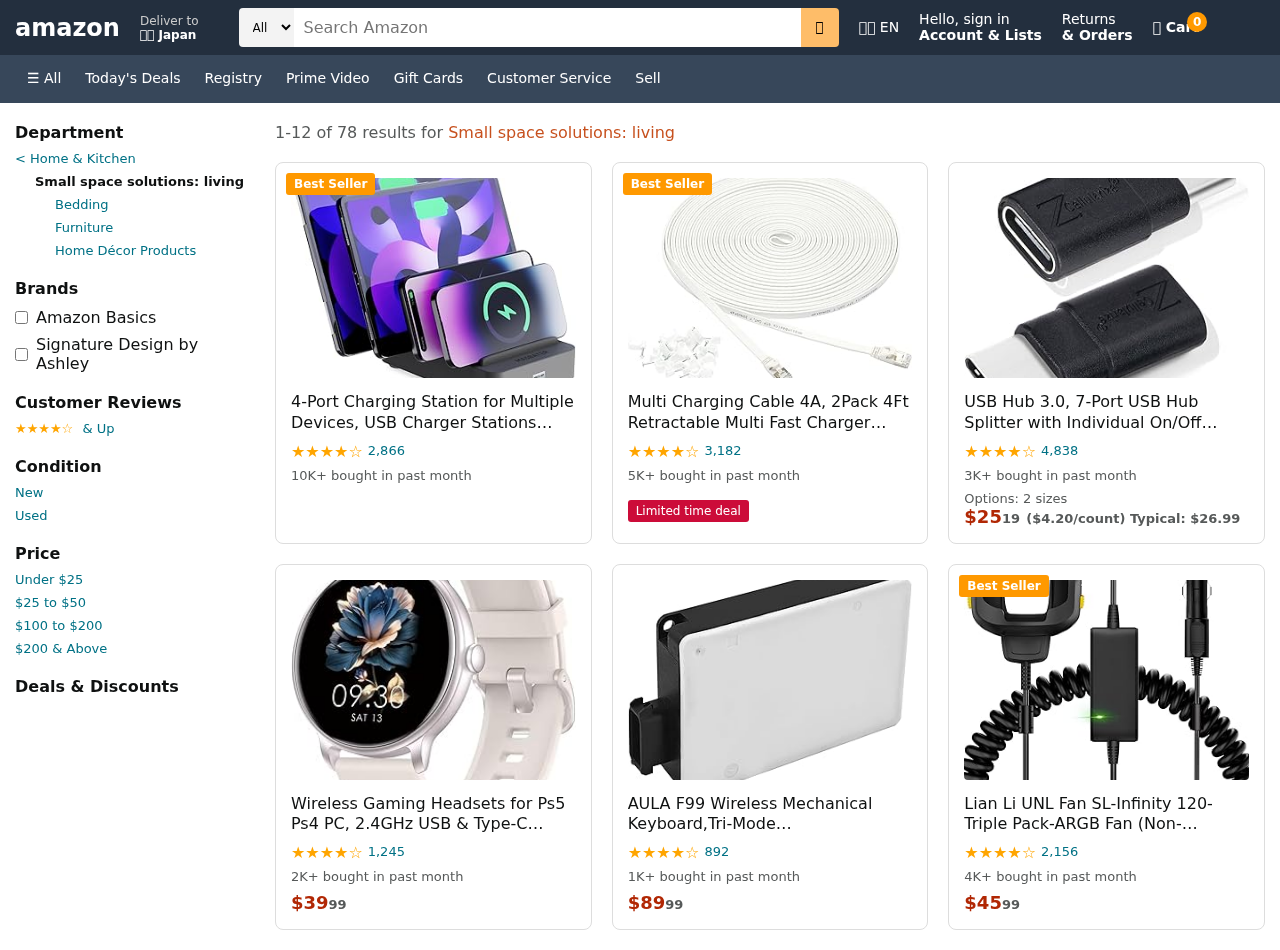 amazon
Deliver to
Japan
All
Search Amazon
EN
Hello, sign in
Account & Lists
Returns
& Orders
0
☰ All
Today's Deals
Registry
Prime Video
Gift Cards
Customer Service
Sell
Department
< Home & Kitchen
Small space solutions: living
Bedding
Furniture
Home Décor Products
Brands
Amazon Basics
Signature Design by
Ashley
Customer Reviews
★★★★☆ & Up
Condition
New
Used
Price
Under $25
$25 to $50
$100 to $200
$200 & Above
Deals & Discounts
1-12 of 78 results for Small space solutions: living
Best Seller
4-Port Charging Station for Multiple
Devices, USB Charger Stations...
★★★★☆ 2,866
10K+ bought in past month
Best Seller
Multi Charging Cable 4A, 2Pack 4Ft
Retractable Multi Fast Charger...
★★★★☆ 3,182
5K+ bought in past month
Limited time deal
USB Hub 3.0, 7-Port USB Hub
Splitter with Individual On/Off...
★★★★☆ 4,838
3K+ bought in past month
Options: 2 sizes
$25 19 ($4.20/count) Typical: $26.99
09:30
SAT 13
Wireless Gaming Headsets for Ps5
Ps4 PC, 2.4GHz USB & Type-C...
★★★★☆ 1,245
2K+ bought in past month
$39 99
AULA F99 Wireless Mechanical
Keyboard,Tri-Mode...
★★★★☆ 892
1K+ bought in past month
$89 99
Best Seller
Lian Li UNL Fan SL-Infinity 120-
Triple Pack-ARGB Fan (Non-...
★★★★☆ 2,156
4K+ bought in past month
$45 99